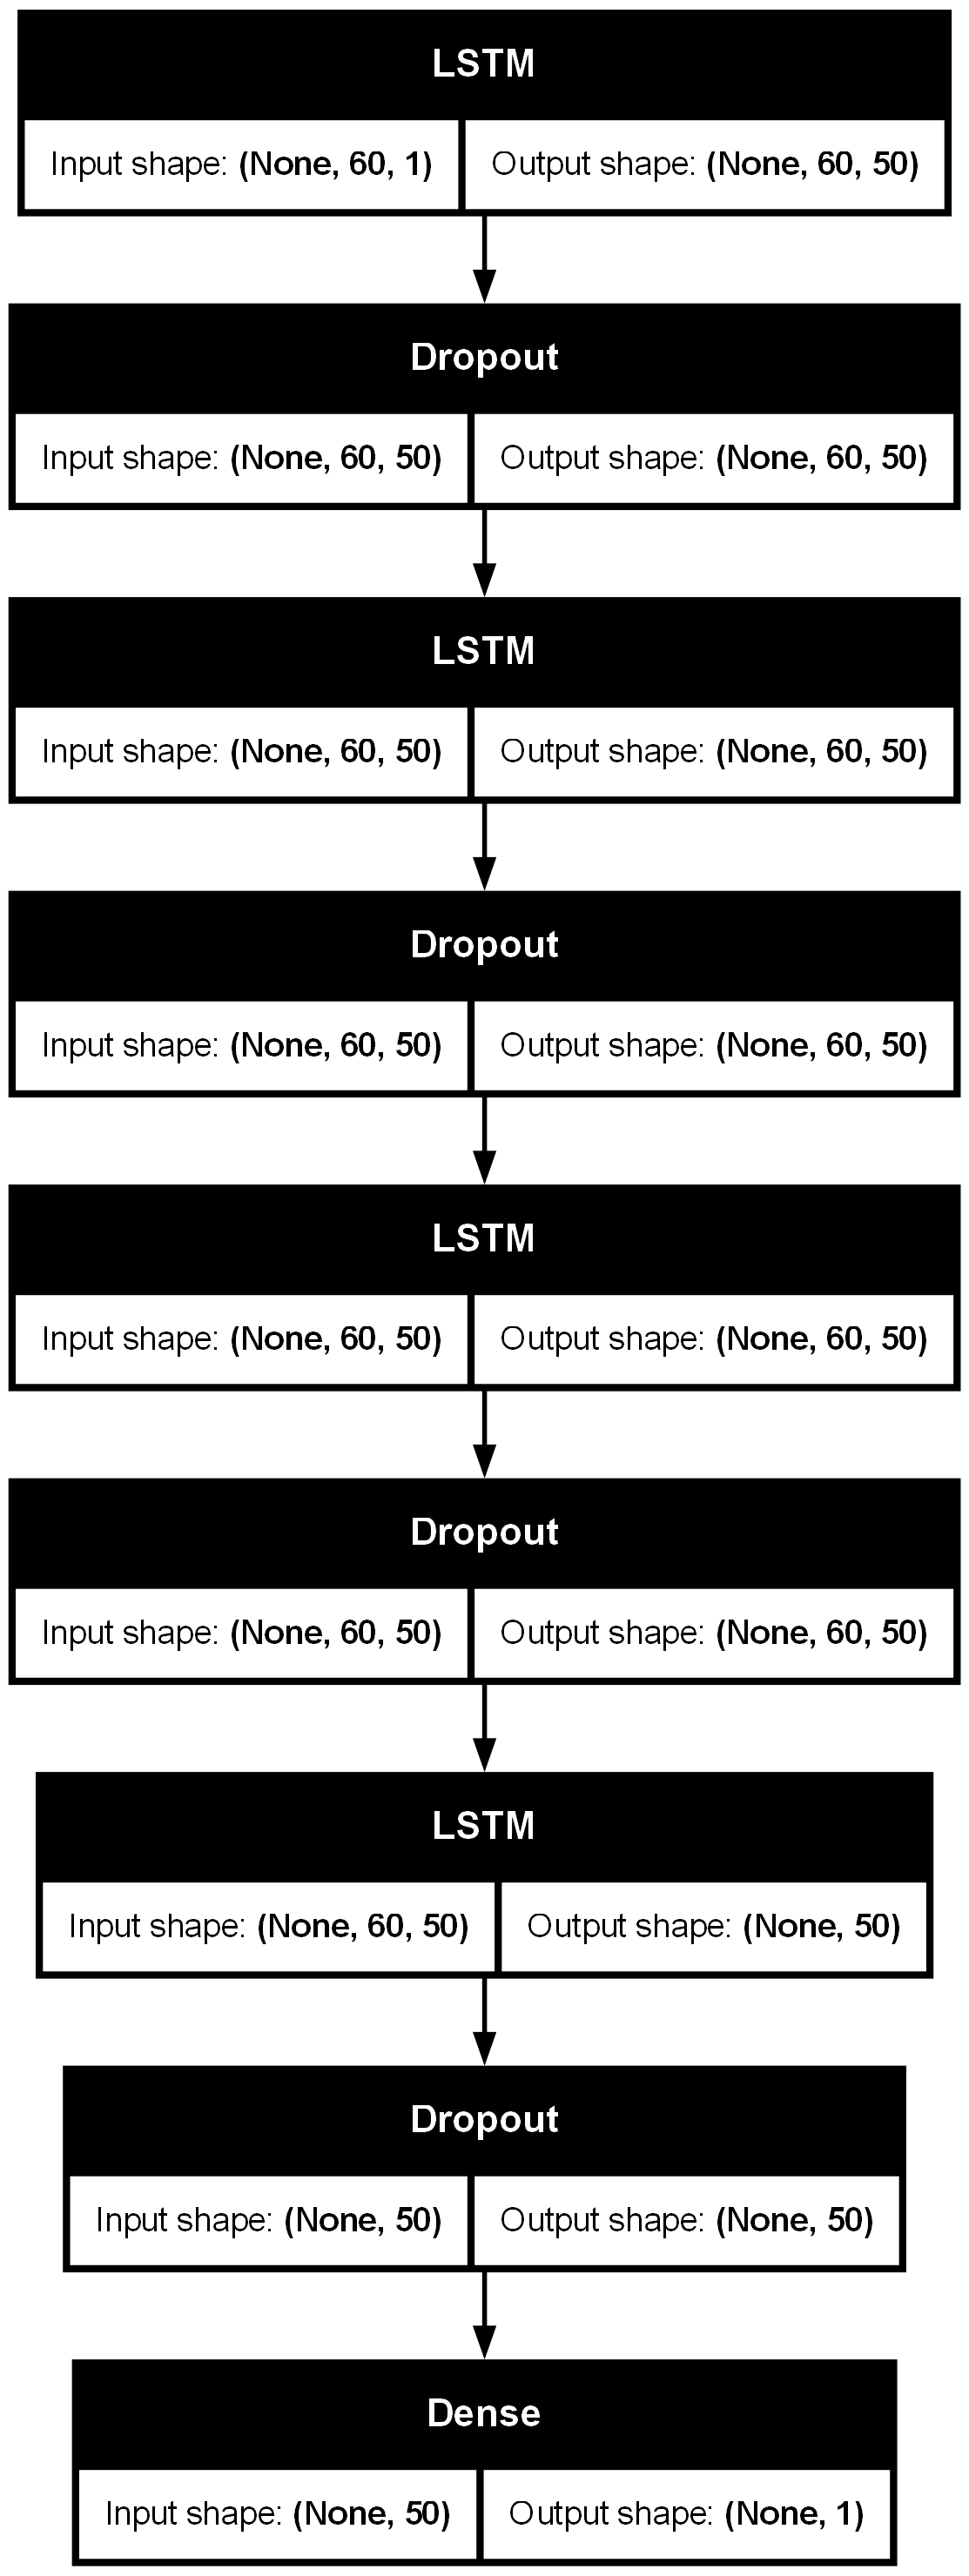 LSTM
Input shape: (None, 60, 1) Output shape: (None, 60, 50)
Dropout
Input shape: (None, 60, 50) Output shape: (None, 60, 50)
LSTM
Input shape: (None, 60, 50) Output shape: (None, 60, 50)
Dropout
Input shape: (None, 60, 50) Output shape: (None, 60, 50)
LSTM
Input shape: (None, 60, 50) Output shape: (None, 60, 50)
Dropout
Input shape: (None, 60, 50) Output shape: (None, 60, 50)
LSTM
Input shape: (None, 60, 50) Output shape: (None, 50)
Dropout
Input shape: (None, 50) Output shape: (None, 50)
Dense
Input shape: (None, 50) Output shape: (None, 1)